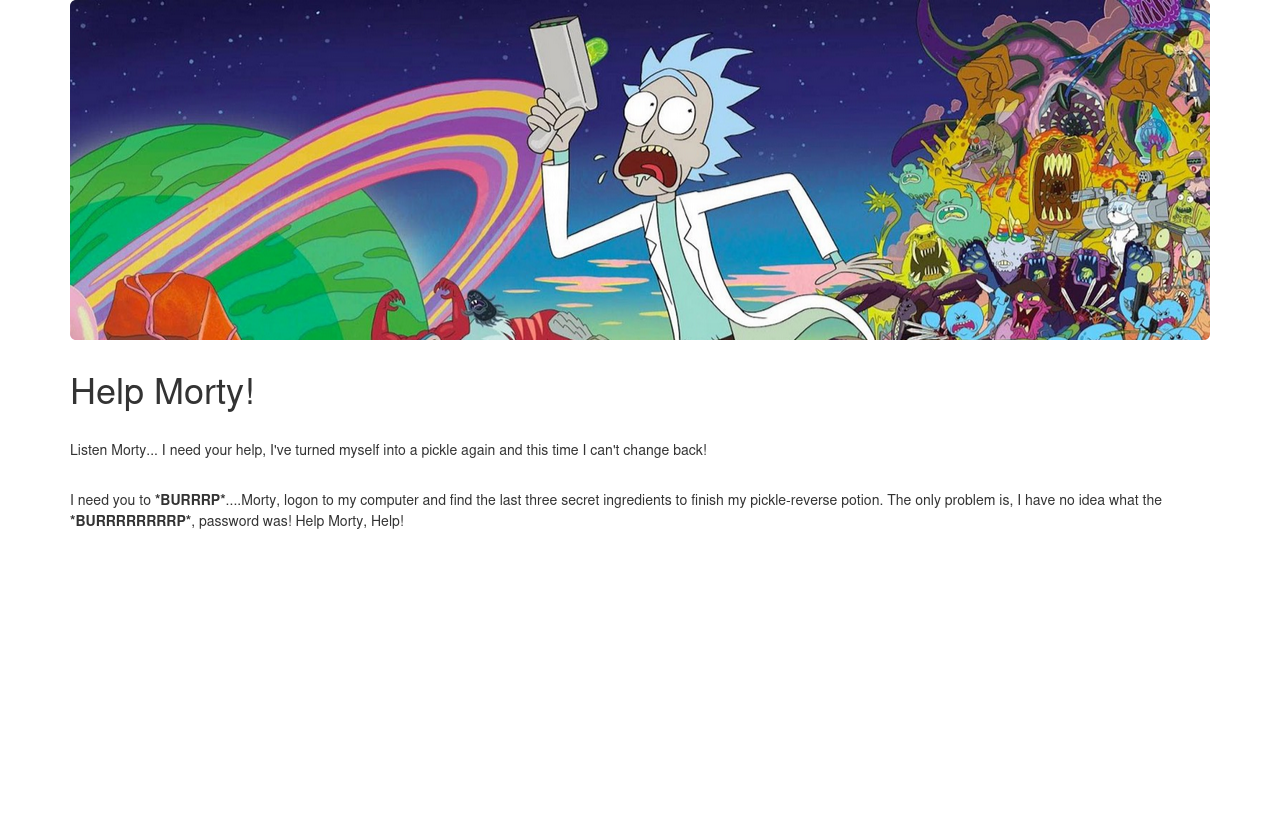 Help Morty!
Listen Morty... I need your help, I've turned myself into a pickle again and this time I can't change back!
I need you to *BURRRP*....Morty, logon to my computer and find the last three secret ingredients to finish my pickle-reverse potion. The only problem is, I have no idea what the
*BURRRRRRRRP*, password was! Help Morty, Help!